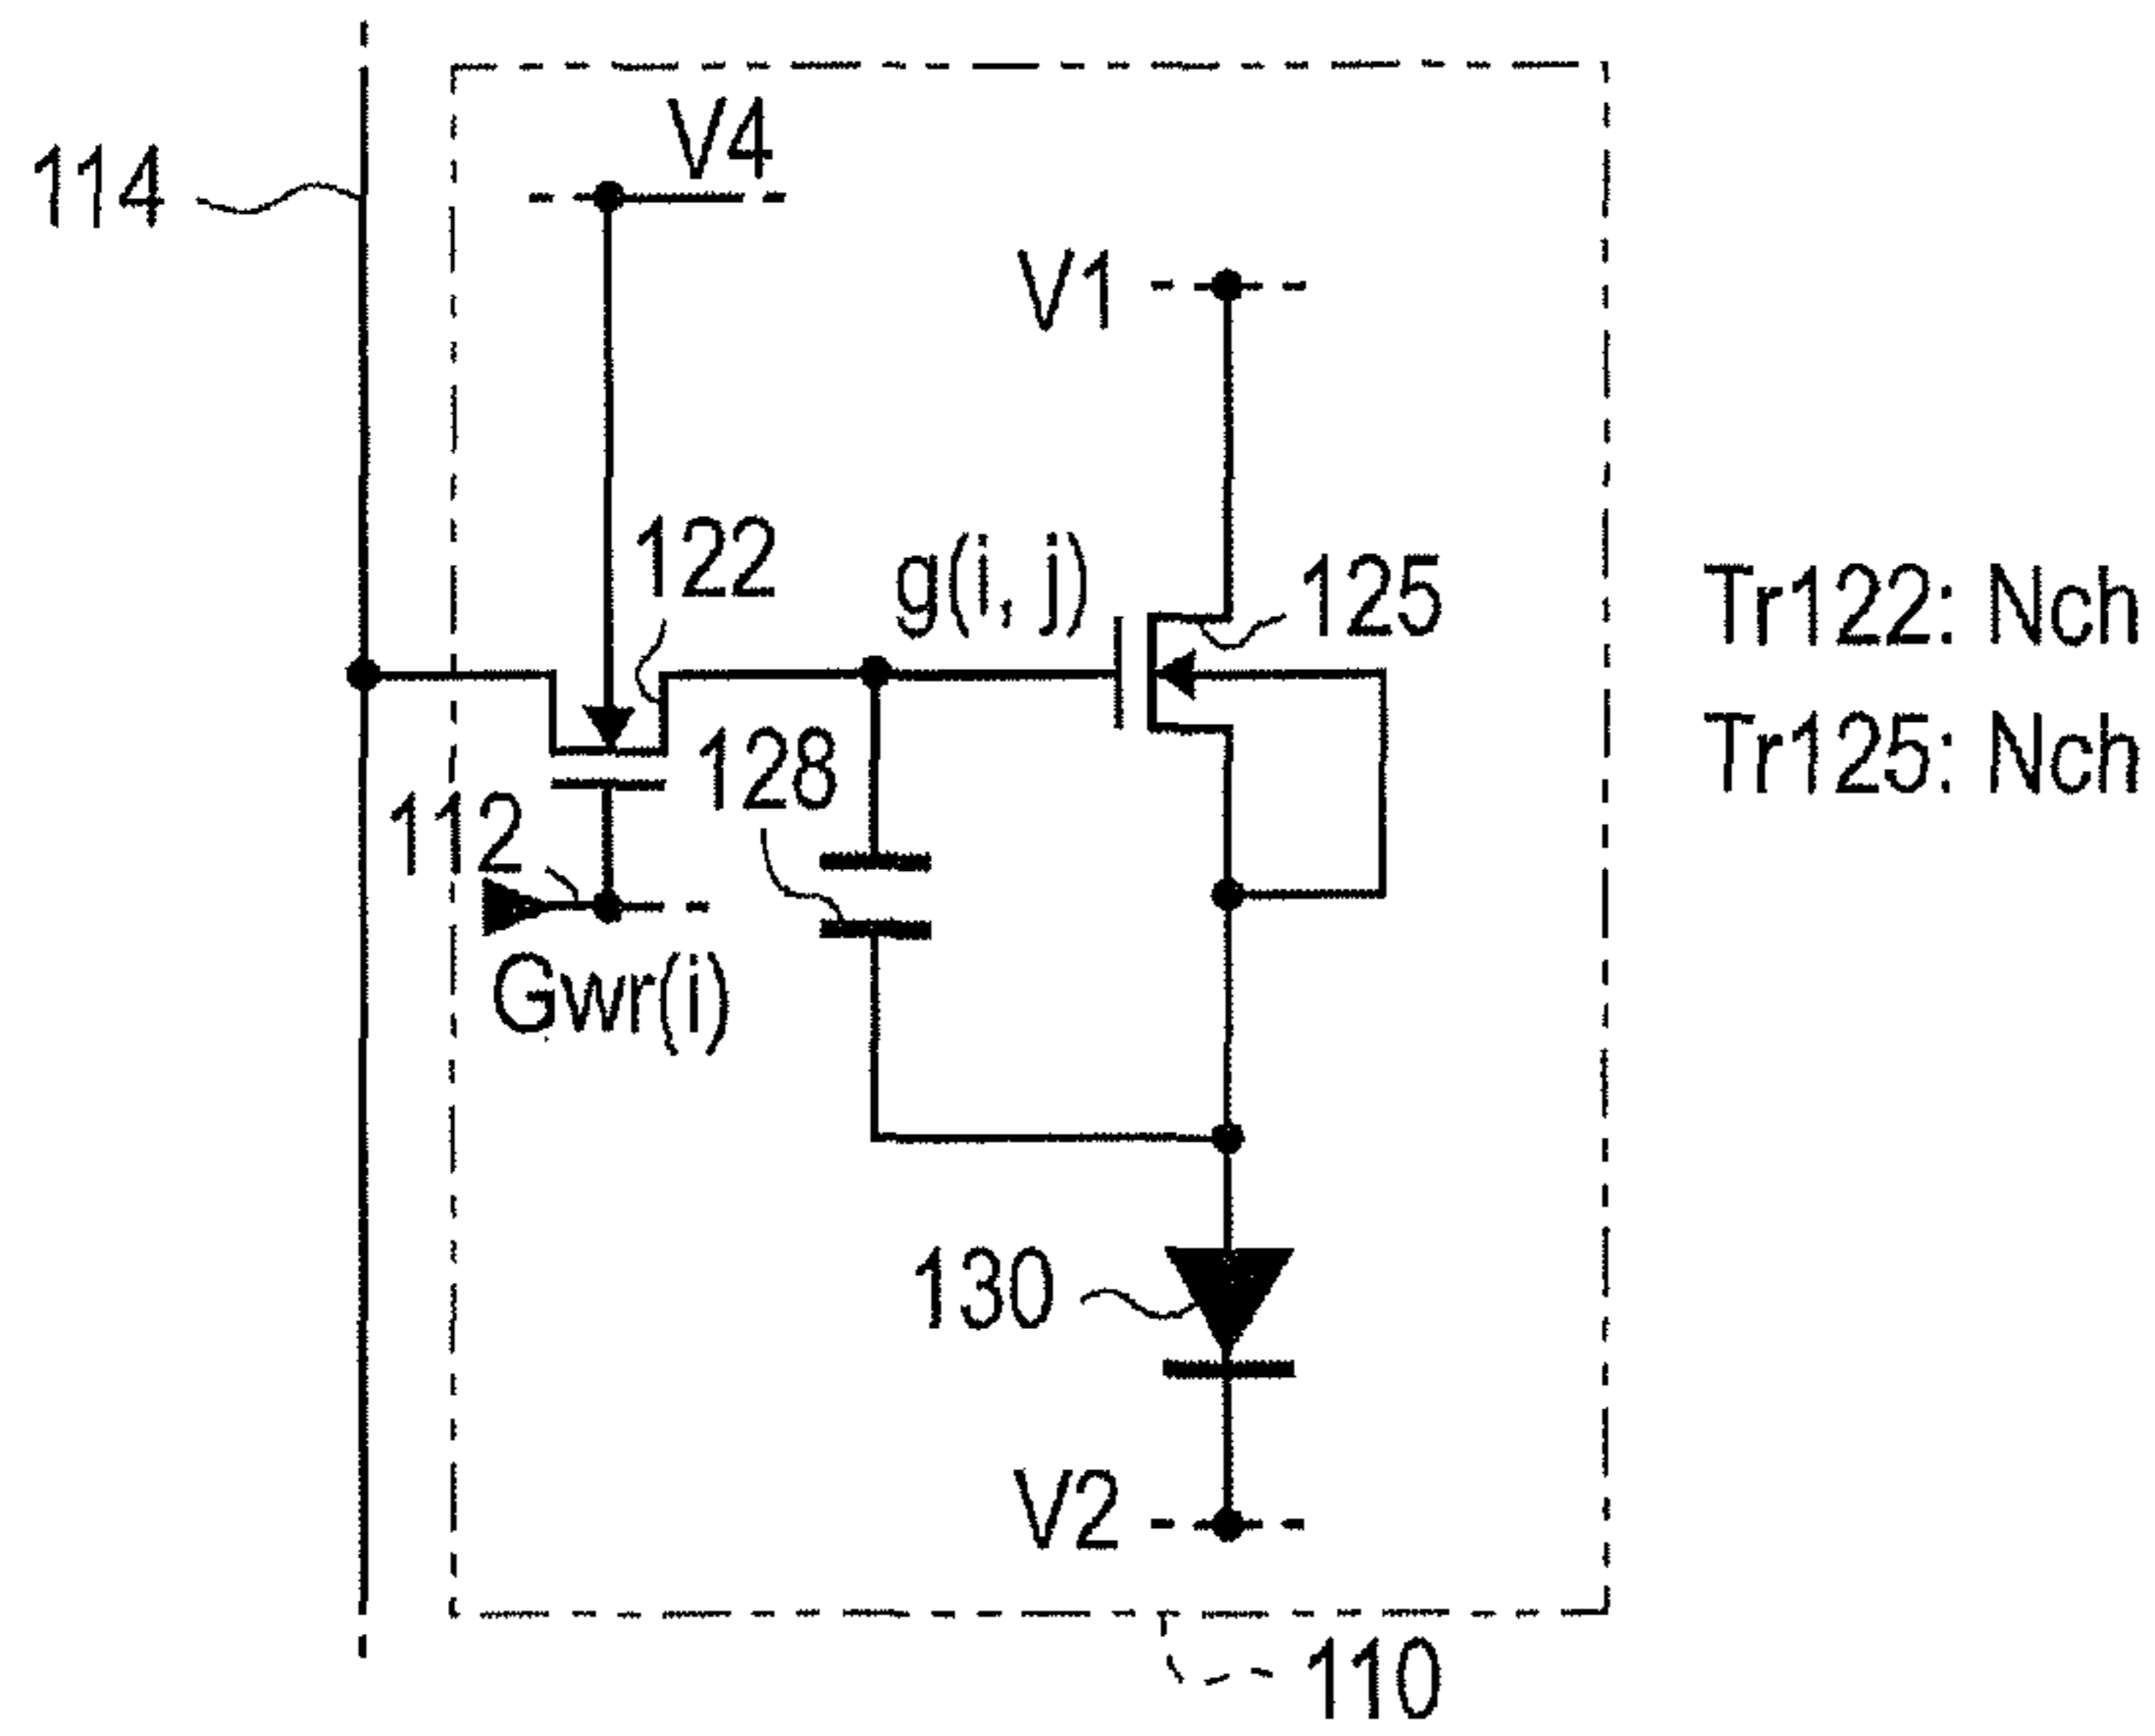 114
V4
V1
122
g(i, j)
125
Tr122: Nch
128
Tr125: Nch
112
Gwr(i)
130
V2
110